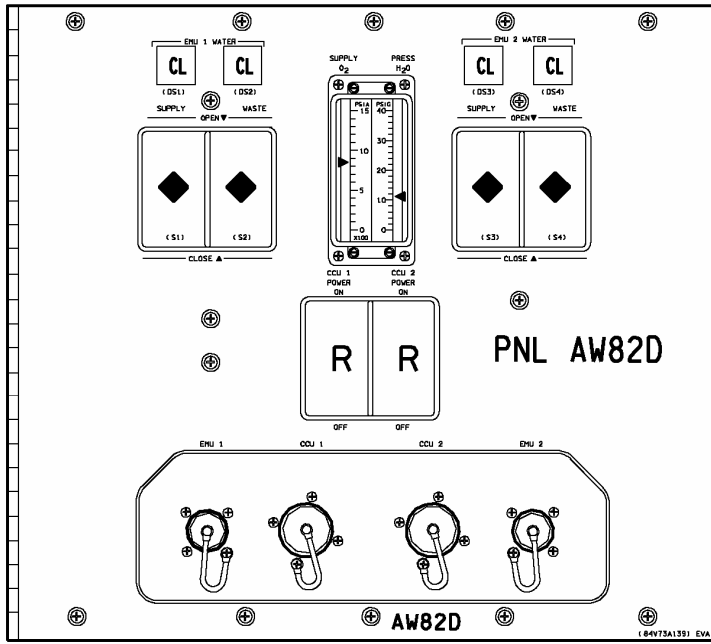 EMU 1 WATER
CL CL
(DS1) (DS2)
SUPPLY WASTE
OPEN▼
(S1) (S2)
CLOSE ▲
SUPPLY PRESS
O₂ H₂O
PSIA PSIG
15 40
30
10
20
5
10
0 0
X100
EMU 2 WATER
CL CL
(DS3) (DS4)
SUPPLY WASTE
OPEN▼
(S3) (S4)
CLOSE ▲
CCU 1 CCU 2
POWER POWER
ON ON
R R
OFF OFF
PNL AW82D
EMU 1 CCU 1 CCU 2 EMU 2
AW82D
(84V73A139) EVA